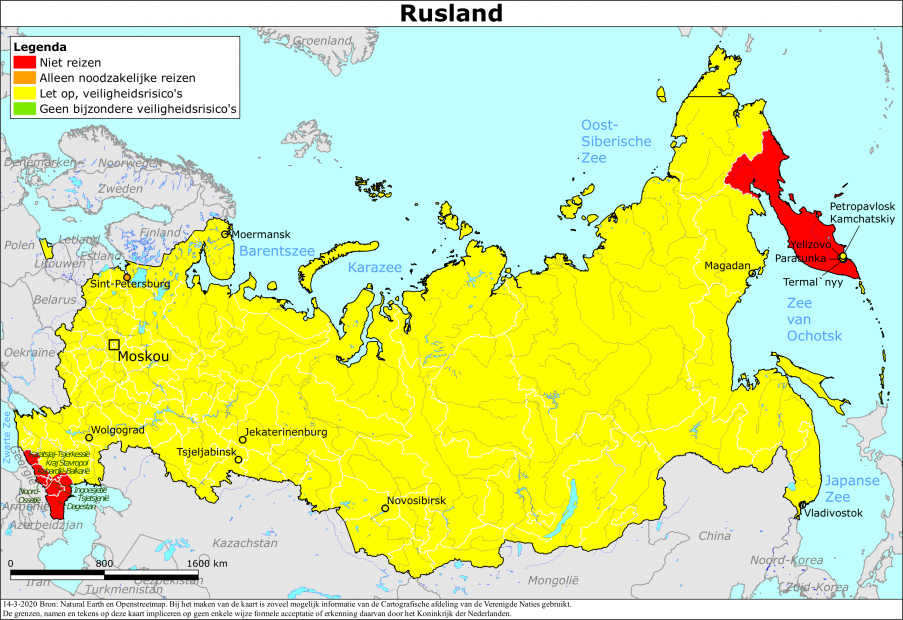 Rusland
Legenda
Niet reizen
Alleen noodzakelijke reizen
Let op, veiligheidsrisico's
Geen bijzondere veiligheidsrisico's
Groenland
Oost-
Siberische
Zee
Denemarken
Noorwegen
Zweden
Finland
Polen
Letland
Estland
Litouwen
Belarus
Oekraïne
Moermansk
Barentszee
Karazee
Sint-Petersburg
Moskou
Petropavlosk
Kamchatskiy
Yelizovo
Paratunka
Termal`nyy
Magadan
Zee
van
Ochotsk
Zwarte Zee
Wolgograd
Jekaterinenburg
Tsjeljabinsk
Novosibirsk
Kraj Stavropol
Noord-
Ossetië
Ingoesjetië
Tsjetsjenië
Dagestan
Armenië
Azerbeidzjan
Japanse
Zee
Vladivostok
Kazachstan
China
Noord-Korea
Zuid-Korea
Mongolië
Iran
Oezbekistan
Turkmenistan
0 800 1600 km
14-3-2020 Bron: Natural Earth en Openstreetmap. Bij het maken van de kaart is zoveel mogelijk informatie van de Cartografische afdeling van de Verenigde Naties gebruikt.
De grenzen, namen en tekens op deze kaart impliceren op geen enkele wijze formele acceptatie of erkenning daarvan door het Koninkrijk der Nederlanden.